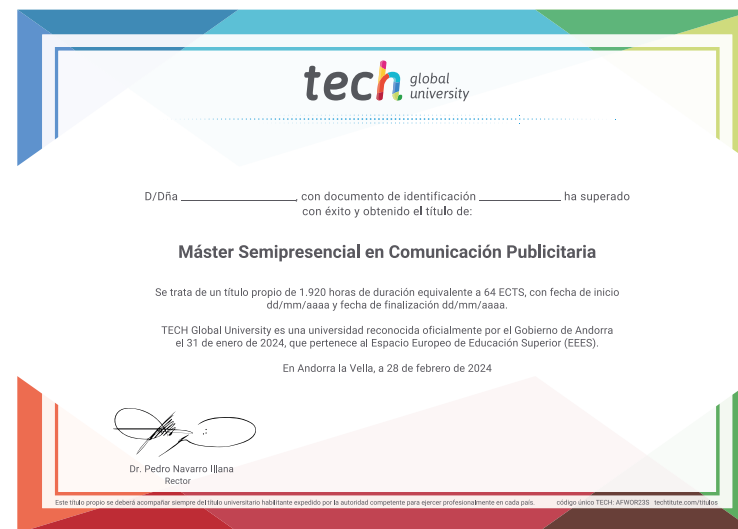 tech global university
D/Dña ____________, con documento de identificación ____________ ha superado
con éxito y obtenido el título de:
Máster Semipresencial en Comunicación Publicitaria
Se trata de un título propio de 1.920 horas de duración equivalente a 64 ECTS, con fecha de inicio
dd/mm/aaaa y fecha de finalización dd/mm/aaaa.
TECH Global University es una universidad reconocida oficialmente por el Gobierno de Andorra
el 31 de enero de 2024, que pertenece al Espacio Europeo de Educación Superior (EEES).
En Andorra la Vella, a 28 de febrero de 2024
Dr. Pedro Navarro Illana
Rector
Este título propio se deberá acompañar siempre del título universitario habilitante expedido por la autoridad competente para ejercer profesionalmente en cada país. código único TECH: AFWOR23S techtitute.com/titulos